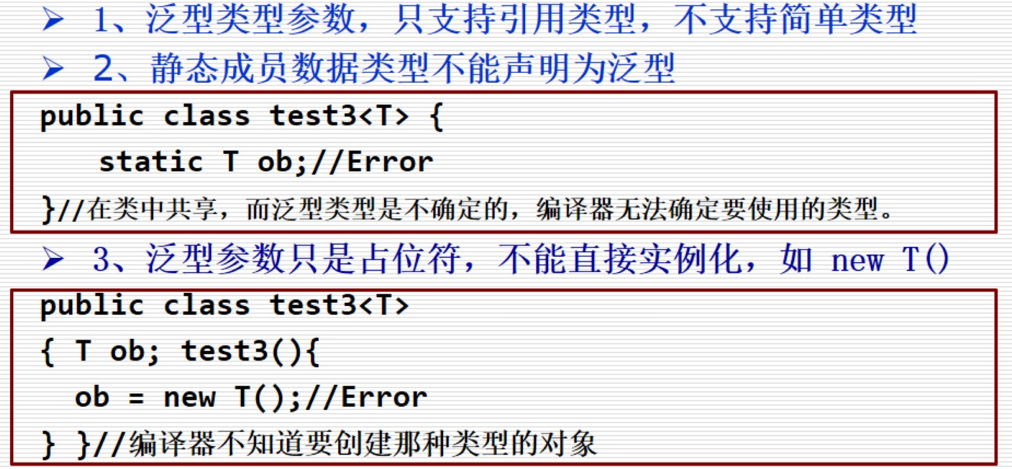 ➢ 1、泛型类型参数，只支持引用类型，不支持简单类型
➢ 2、静态成员数据类型不能声明为泛型
public class test3<T> {
static T ob;//Error
}//在类中共享，而泛型类型是不确定的，编译器无法确定要使用的类型。
➢ 3、泛型参数只是占位符，不能直接实例化，如 new T()
public class test3<T>
{ T ob; test3(){
ob = new T();//Error
} }//编译器不知道要创建那种类型的对象